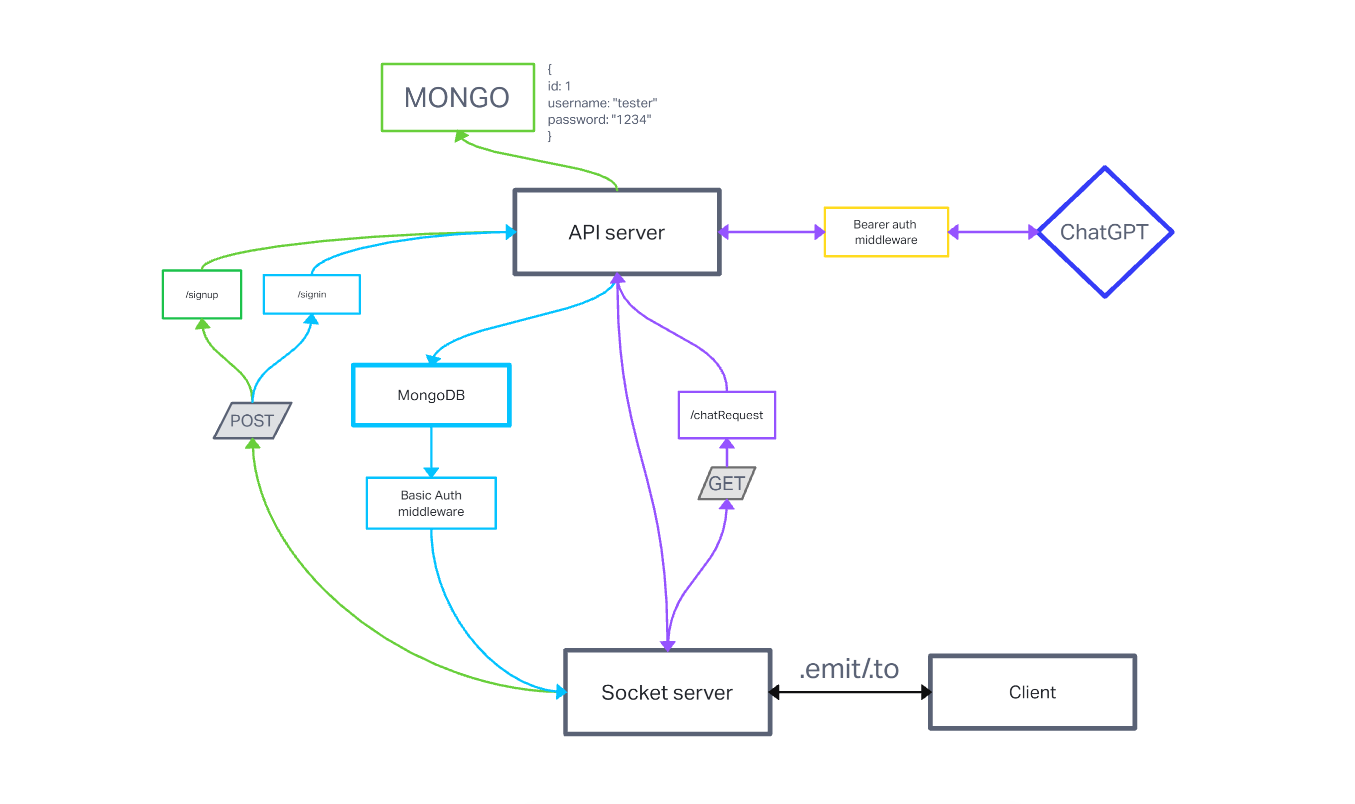 MONGO
{
id: 1
username: "tester"
password: "1234"
}
API server
Bearer auth
middleware
ChatGPT
/signup
/signin
MongoDB
POST
/chatRequest
GET
Basic Auth
middleware
Socket server
.emit/.to
Client